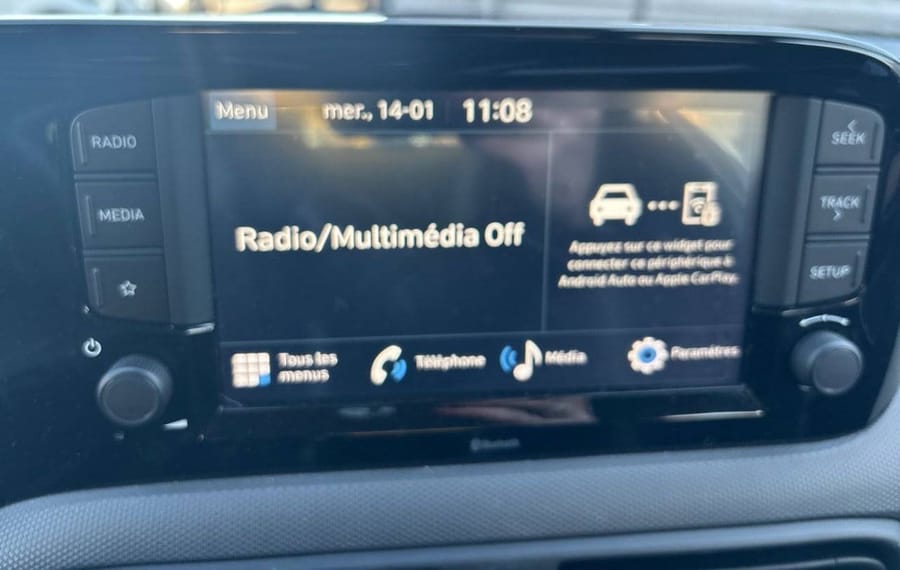 Menu mer., 14-01 11:08
RADIO
MEDIA
Radio/Multimédia Off
Appuyez sur ce widget pour
connecter ce périphérique à
Android Auto ou Apple CarPlay.
< SEEK
TRACK >
SETUP
Tous les
menus
Téléphone
Média
Paramètres
Bluetooth